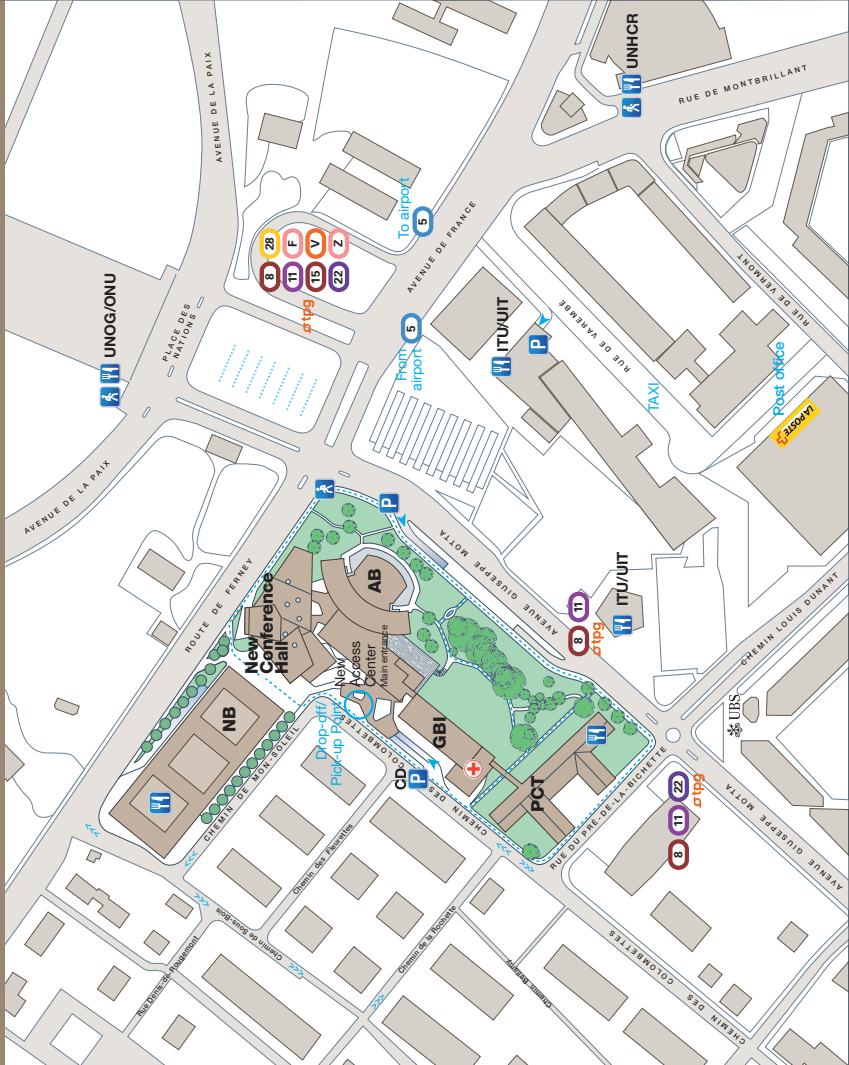 AVENUE DE LA PAIX
UNHCR
RUE DE MONTBRILLANT
8
28
11
F
15
V
22
Z
tpg
To airport
5
AVENUE DE FRANCE
UNOG/ONU
PLACE DES
NATIONS
From
airport
5
ITU/UIT
P
RUE DE VAREMBÉ
RUE DE VERMONT
TAXI
Post office
LA POSTE
AVENUE DE LA PAIX
P
ROUTE DE FERNEY
New
Conference
Hall
AB
AVENUE GIUSEPPE MOTTA
New
Access
Center
Main entrance
8
11
tpg
ITU/UIT
CHEMIN LOUIS DUNANT
NB
Drop-off/
Pick-up Point
GBI
CD
P
PCT
UBS
CHEMIN DE MON-SOLEIL
CHEMIN DES COLOMBETTES
RUE DU PRÉ-DE-LA-BICHETTE
8
11
22
tpg
AVENUE GIUSEPPE MOTTA
Chemin des Fleurettes
Chemin de Sous-Bois
Rue Denis-de Rougemont
Chemin de la Rochette
CHEMIN DES COLOMBETTES